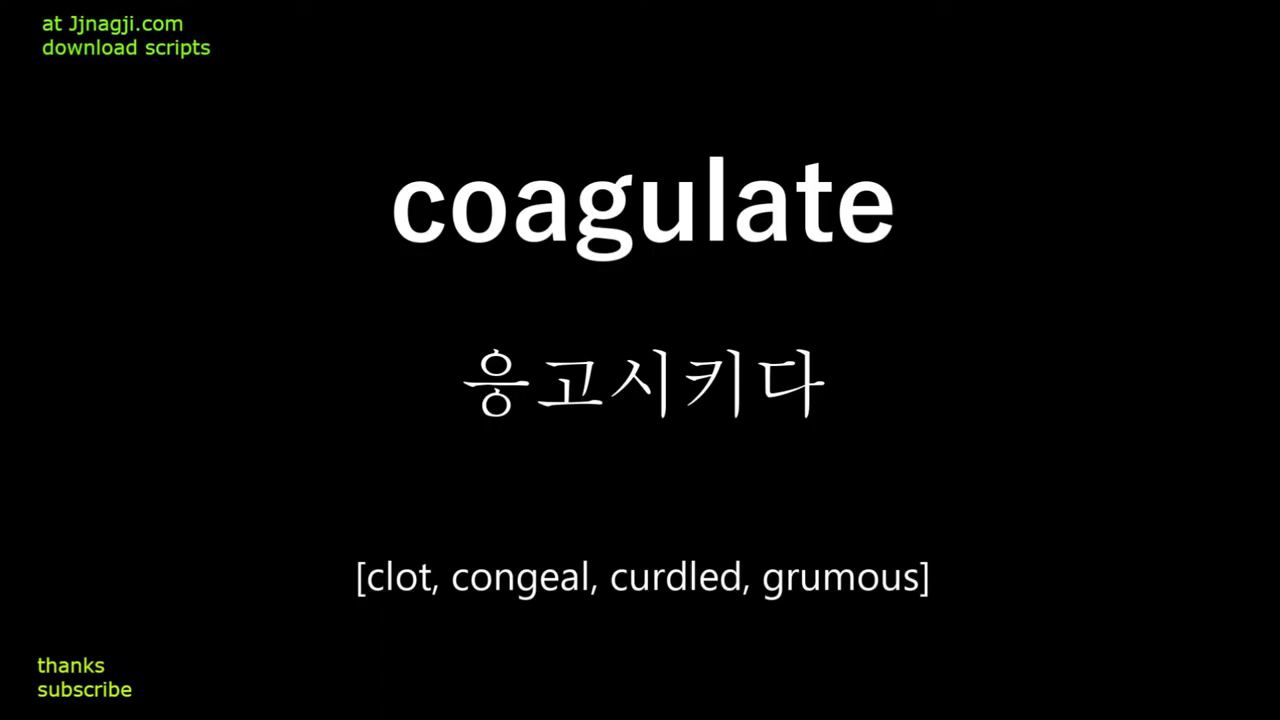 at Jjnagji.com
download scripts
coagulate
응고시키다
[clot, congeal, curdled, grumous]
thanks
subscribe